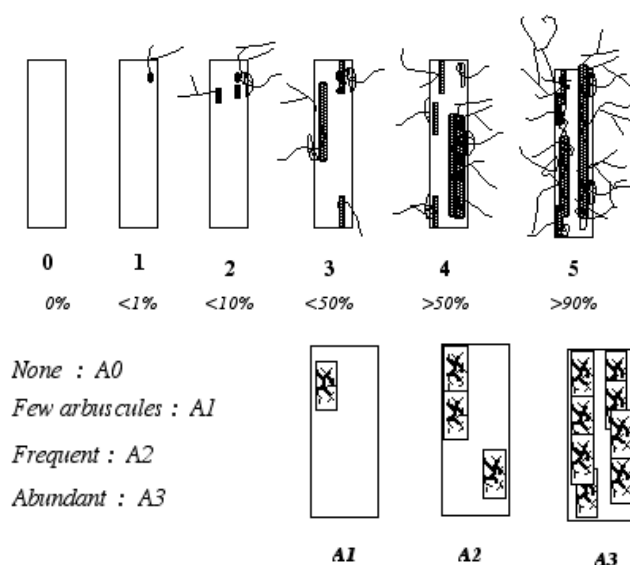 0 1 2 3 4 5
0% <1% <10% <50% >50% >90%
None : A0
Few arbuscules : A1
Frequent : A2
Abundant : A3
A1 A2 A3